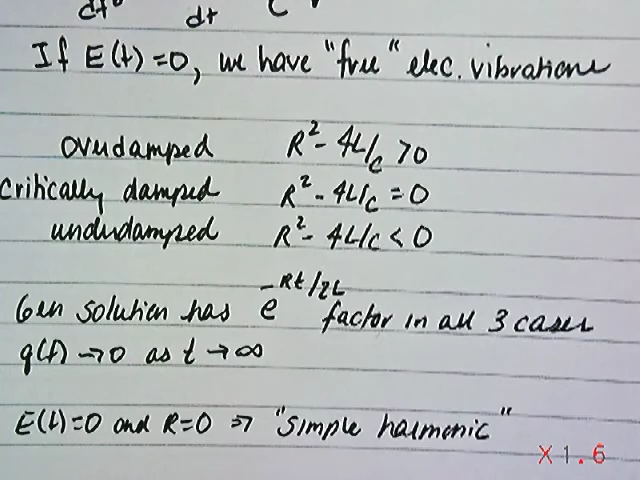 dt² dt C
If E(t)=0, we have "free" elec. vibrations
overdamped R² - 4L/C > 0
critically damped R² - 4L/C = 0
underdamped R² - 4L/C < 0
Gen solution has e^-Rt/2L factor in all 3 cases
q(t) → 0 as t → ∞
E(t)=0 and R=0 ⇒ "simple harmonic"
X1.6